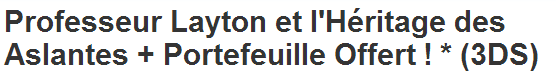 Professeur Layton et l'Héritage des
Aslantes + Portefeuille Offert ! * (3DS)